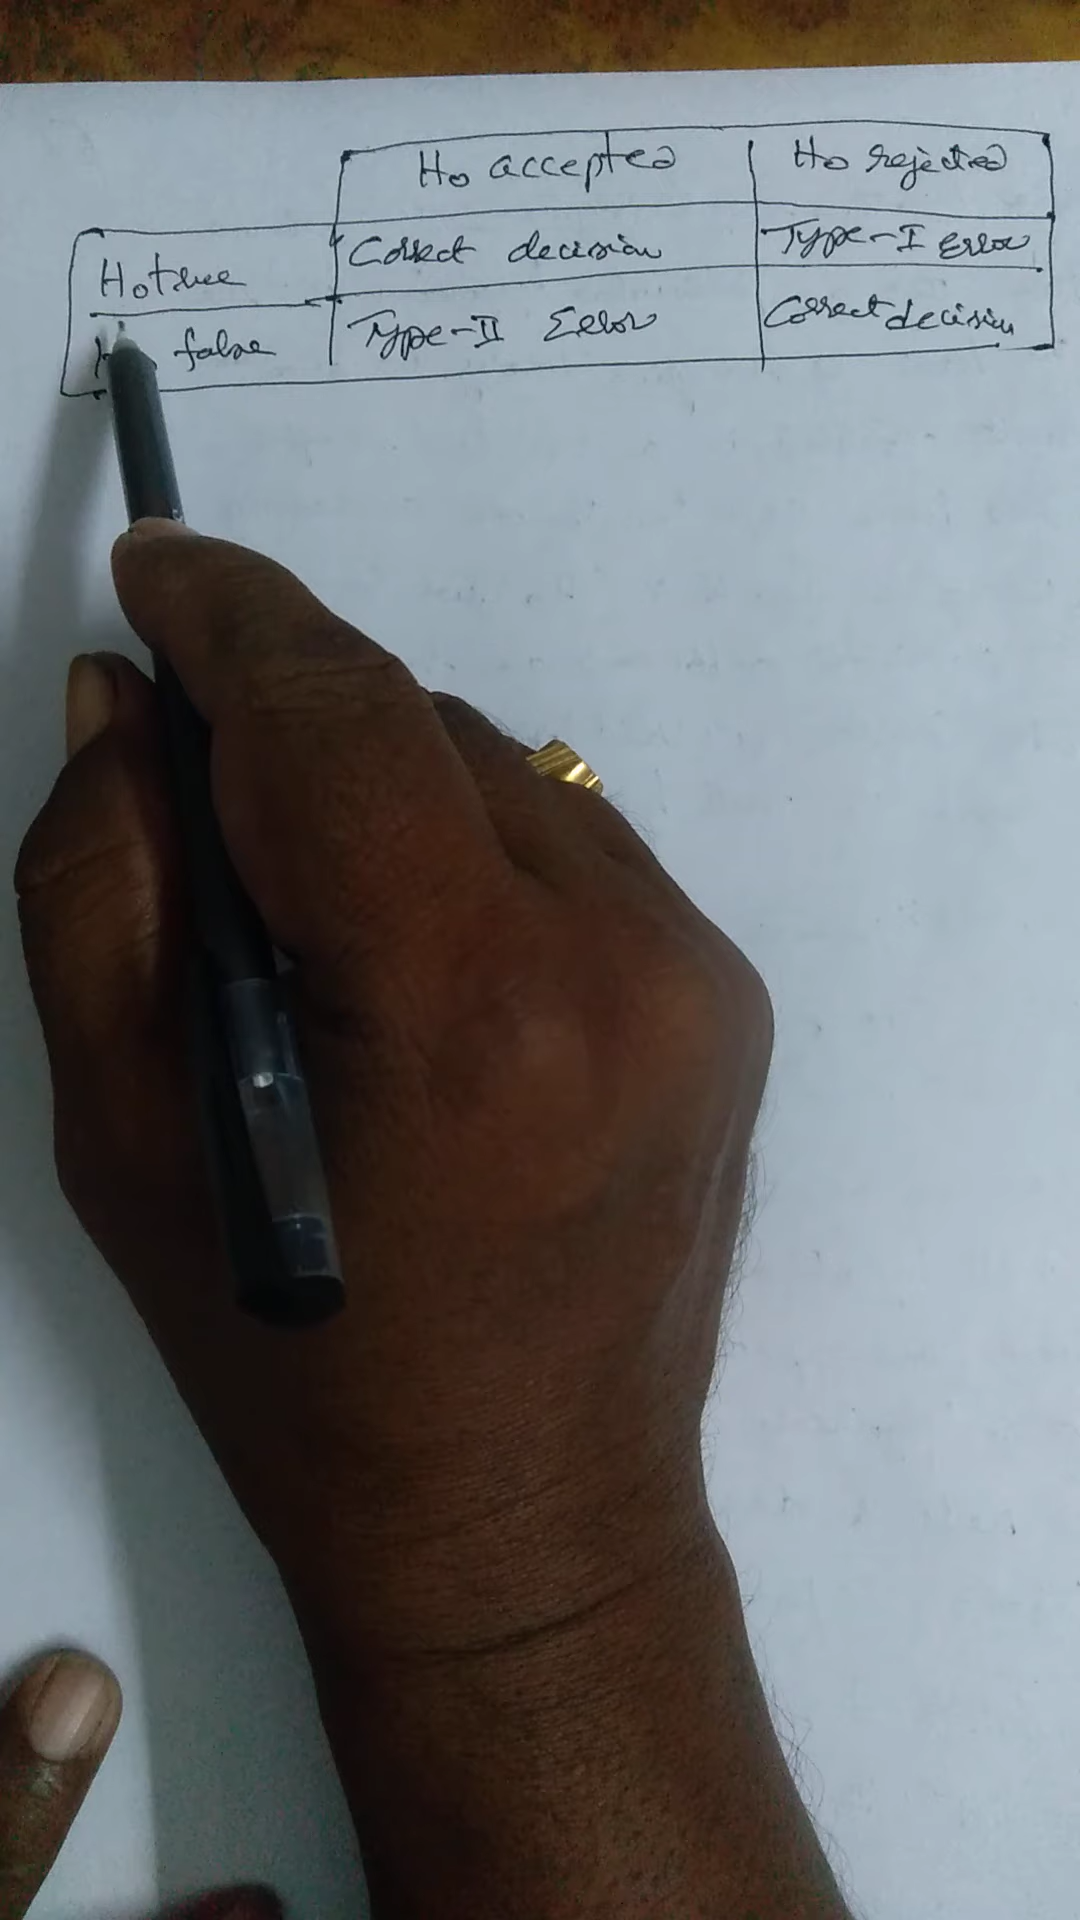 Ho accepted Ho rejected
Ho true Correct decision Type-I Error
false Type-II Error Correct decision